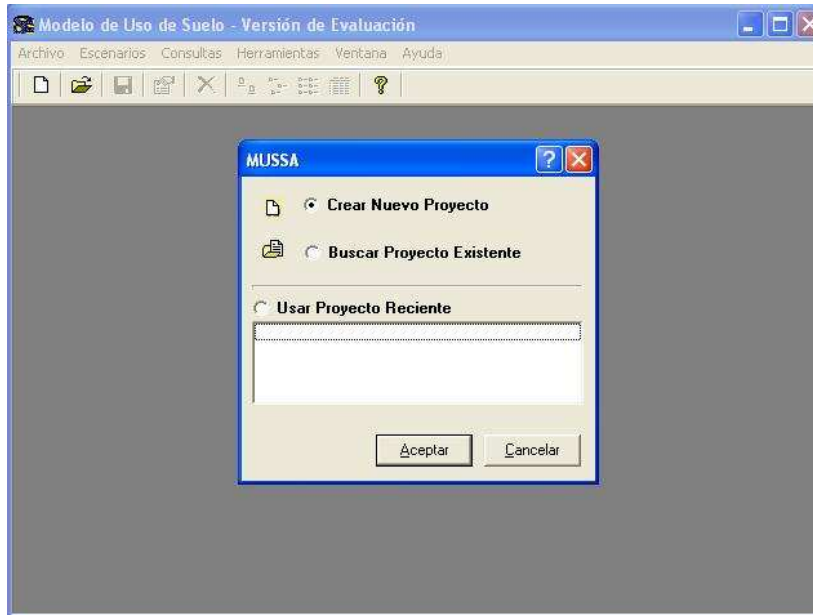 Modelo de Uso de Suelo - Versión de Evaluación
Archivo Escenarios Consultas Herramientas Ventana Ayuda
MUSSA
Crear Nuevo Proyecto
Buscar Proyecto Existente
Usar Proyecto Reciente
Aceptar Cancelar